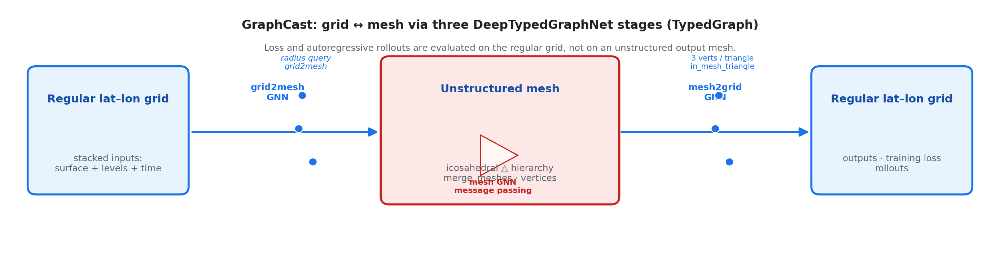 GraphCast: grid ↔ mesh via three DeepTypedGraphNet stages (TypedGraph)
Loss and autoregressive rollouts are evaluated on the regular grid, not on an unstructured output mesh.
Regular lat–lon grid
stacked inputs:
surface + levels + time
radius query
grid2mesh
grid2mesh
GNN
Unstructured mesh
icosahedral △ hierarchy
merge_meshes · vertices
mesh GNN
message passing
3 verts / triangle
in_mesh_triangle
mesh2grid
GNN
Regular lat–lon grid
outputs · training loss
rollouts